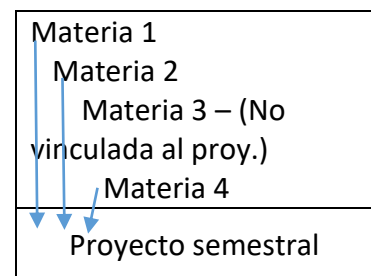 Materia 1
Materia 2
Materia 3 – (No
vinculada al proy.)
Materia 4
Proyecto semestral